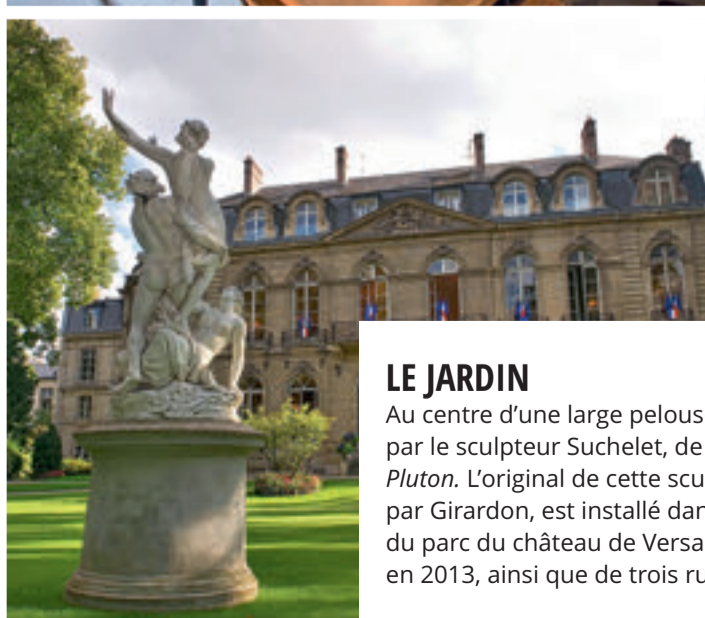 LE JARDIN
Au centre d’une large pelous
par le sculpteur Suchelet, de
Pluton. L’original de cette scu
par Girardon, est installé dan
du parc du château de Versa
en 2013, ainsi que de trois ru